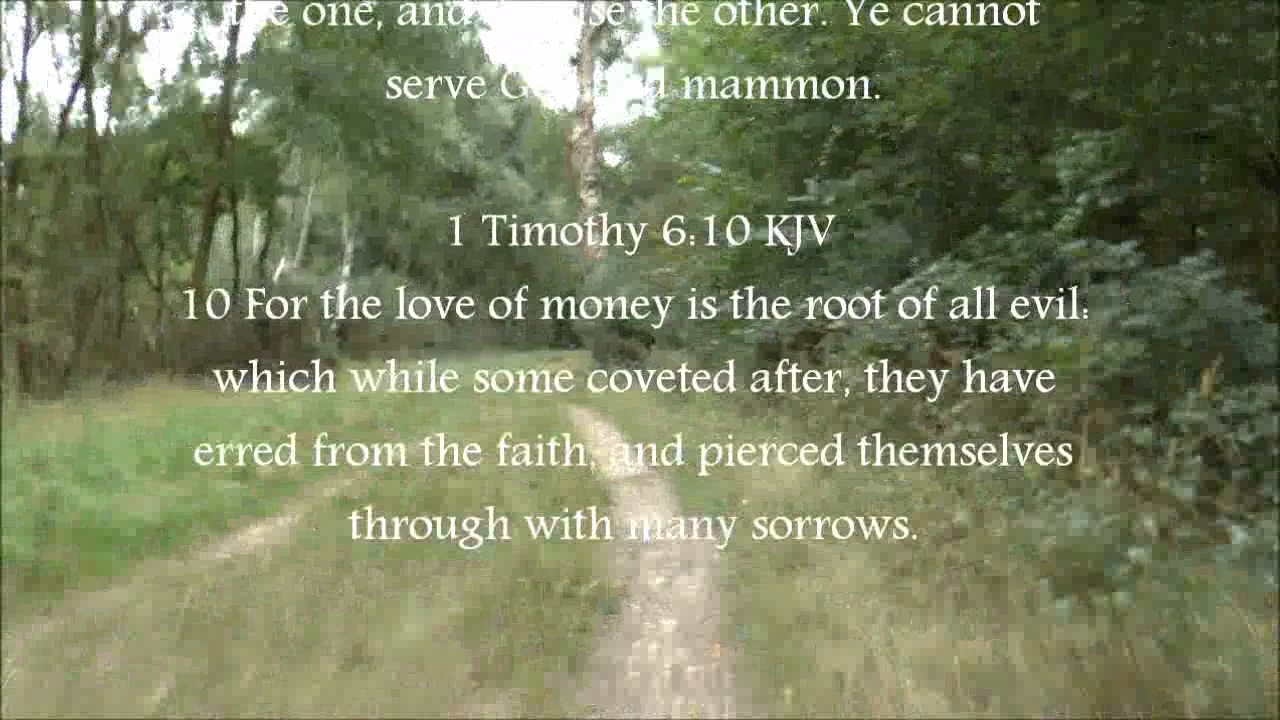 the one, and despise the other. Ye cannot
serve God and mammon.
1 Timothy 6:10 KJV
10 For the love of money is the root of all evil:
which while some coveted after, they have
erred from the faith, and pierced themselves
through with many sorrows.